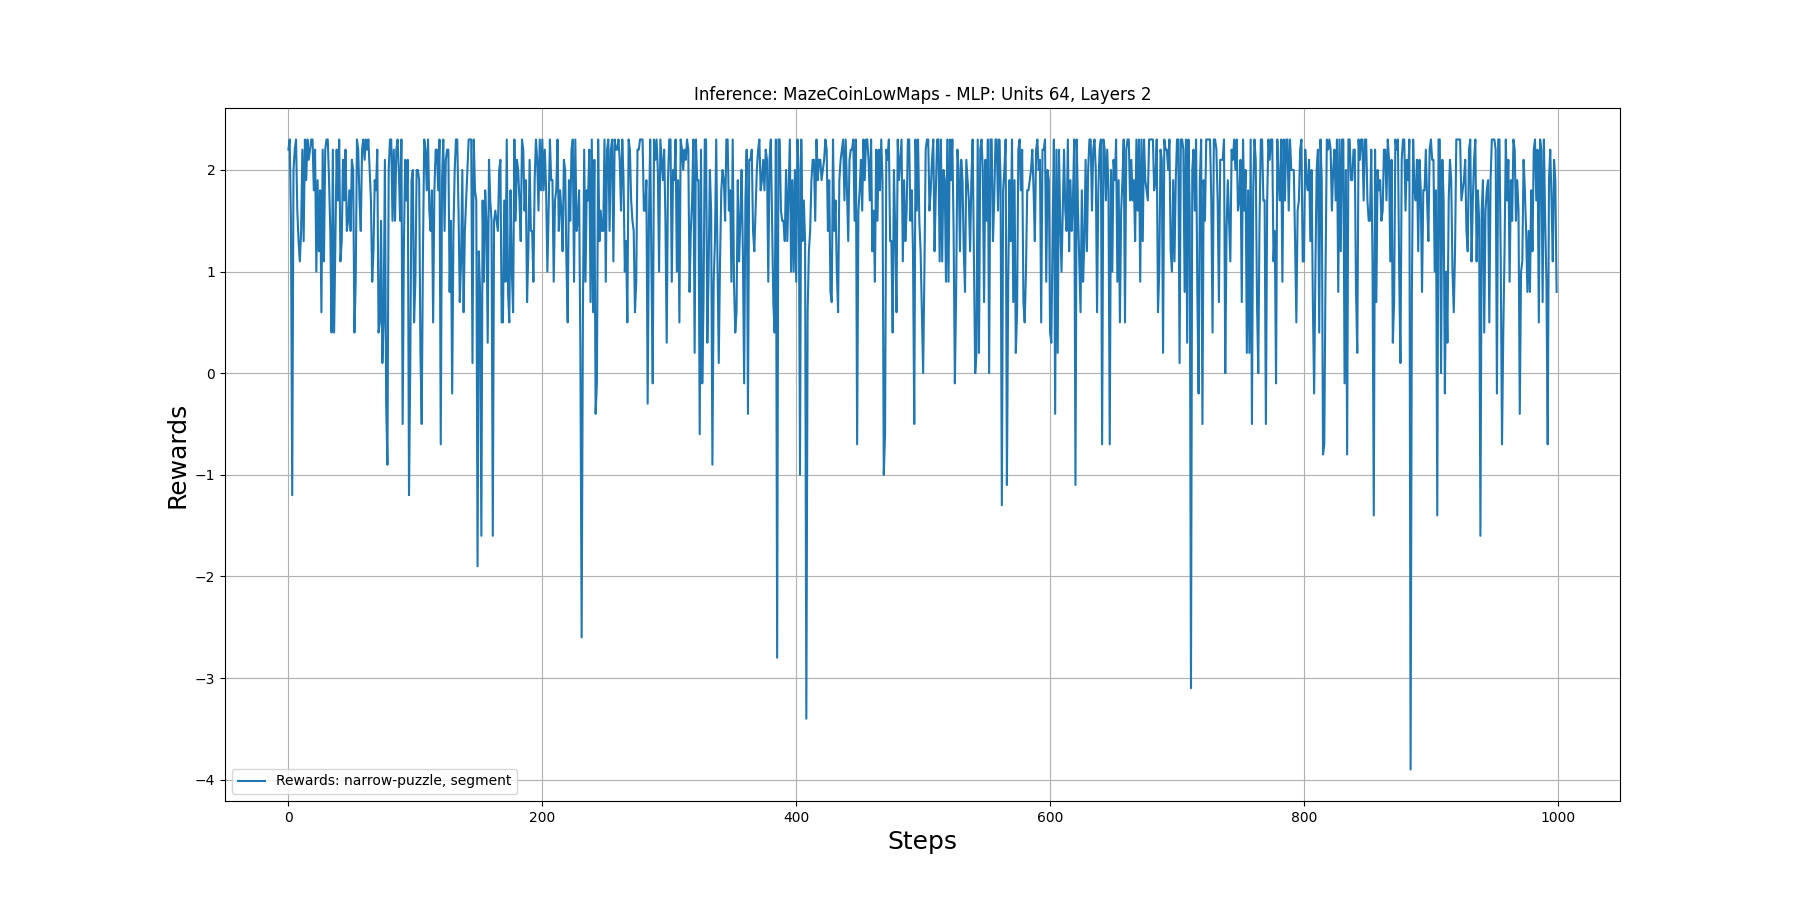 Inference: MazeCoinLowMaps - MLP: Units 64, Layers 2
2
1
0
−1
−2
−3
−4
Rewards
Rewards: narrow-puzzle, segment
0 200 400 600 800 1000
Steps